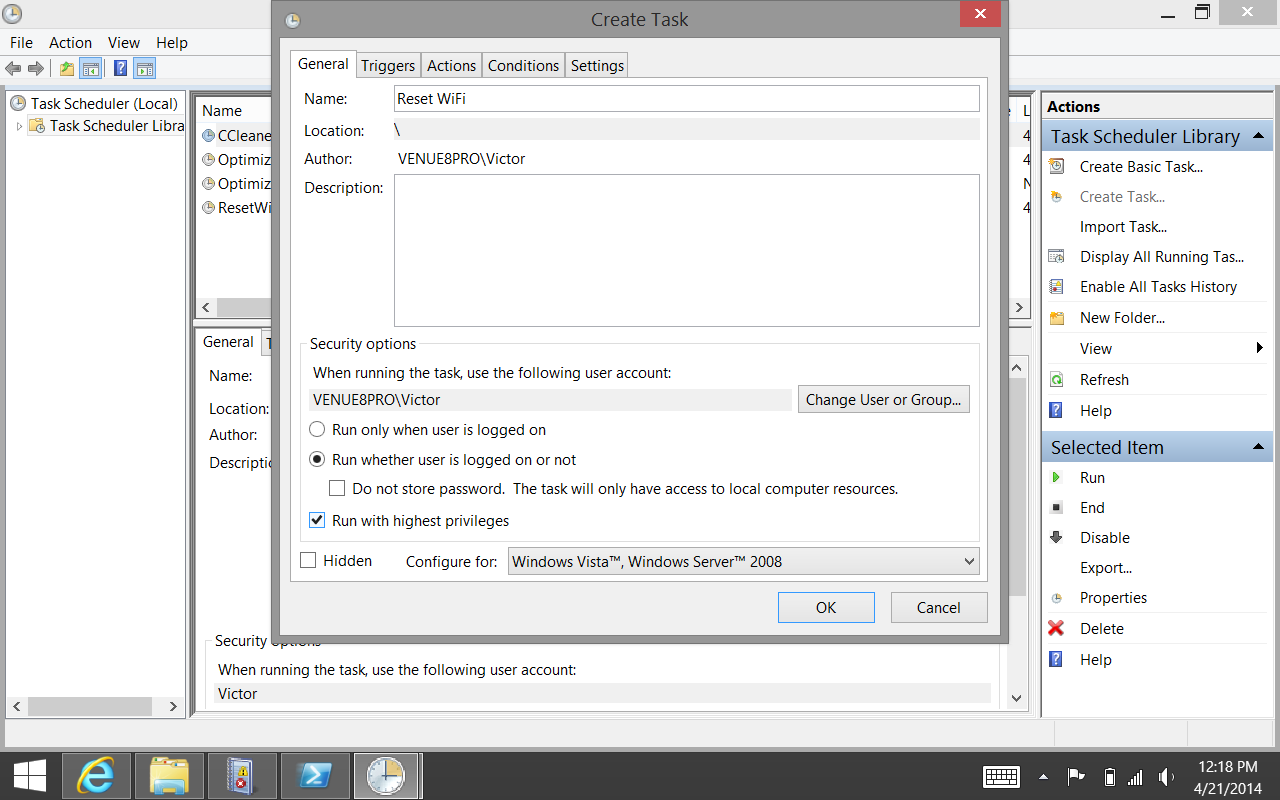 Create Task
File Action View Help
Task Scheduler (Local)
Task Scheduler Libra
Name
CCleane
Optimiz
Optimiz
ResetWi
L
4
4
N
4
General
Name:
Location:
Author:
Descriptio
Security Options
When running the task, use the following user account:
Victor
General Triggers Actions Conditions Settings
Name: Reset WiFi
Location: \
Author: VENUE8PRO\Victor
Description:
Security options
When running the task, use the following user account:
VENUE8PRO\Victor Change User or Group...
Run only when user is logged on
Run whether user is logged on or not
Do not store password. The task will only have access to local computer resources.
Run with highest privileges
Hidden Configure for: Windows Vista™, Windows Server™ 2008
OK Cancel
Actions
Task Scheduler Library
Create Basic Task...
Create Task...
Import Task...
Display All Running Tas...
Enable All Tasks History
New Folder...
View
Refresh
Help
Selected Item
Run
End
Disable
Export...
Properties
Delete
Help
12:18 PM
4/21/2014